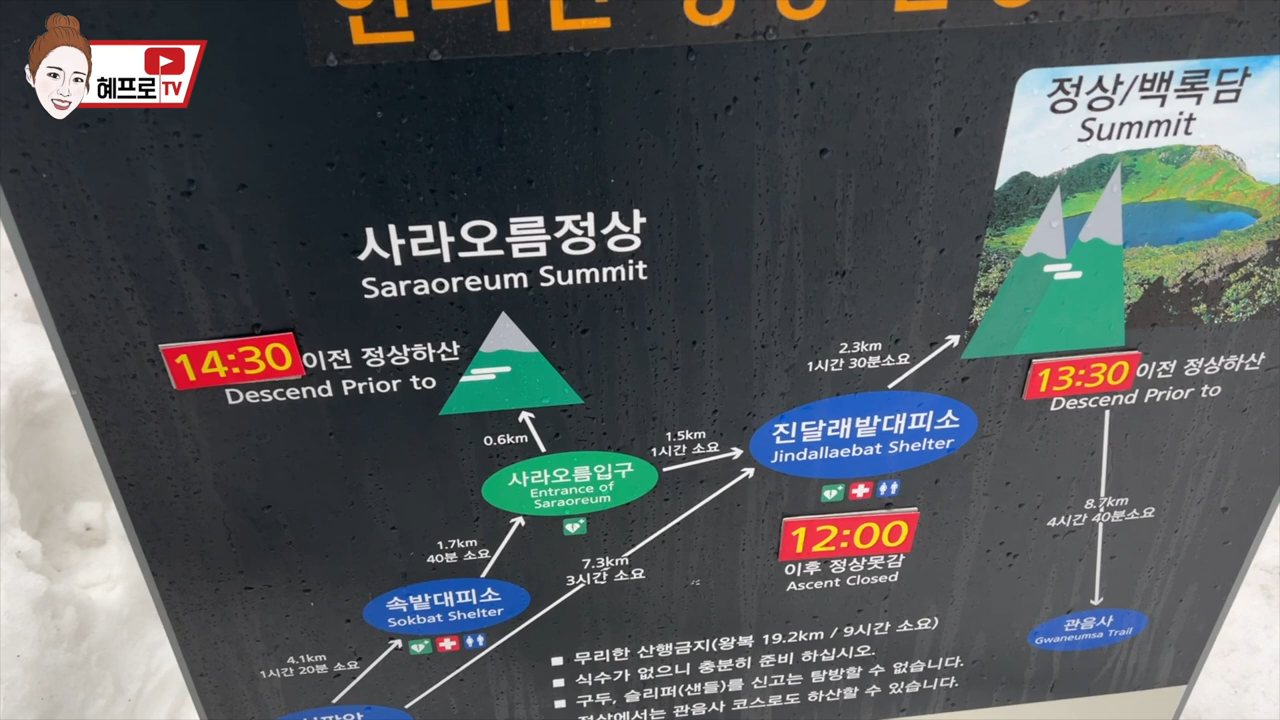 혜프로
TV
정상/백록담
Summit
사라오름정상
Saraoreum Summit
14:30 이전 정상하산
Descend Prior to
2.3km
1시간 30분소요
13:30 이전 정상하산
Descend Prior to
0.6km
1.5km
1시간 소요
진달래밭대피소
Jindallaebat Shelter
사라오름입구
Entrance of
Saraoreum
8.7km
4시간 40분소요
12:00
이후 정상못감
Ascent Closed
1.7km
40분 소요
7.3km
3시간 소요
속밭대피소
Sokbat Shelter
관음사
Gwaneumsa Trail
4.1km
1시간 20분 소요
무리한 산행금지(왕복 19.2km / 9시간 소요)
식수가 없으니 충분히 준비 하십시오.
구두, 슬리퍼(샌들)를 신고는 탐방할 수 없습니다.
정상에서는 관음사 코스로도 하산할 수 있습니다.